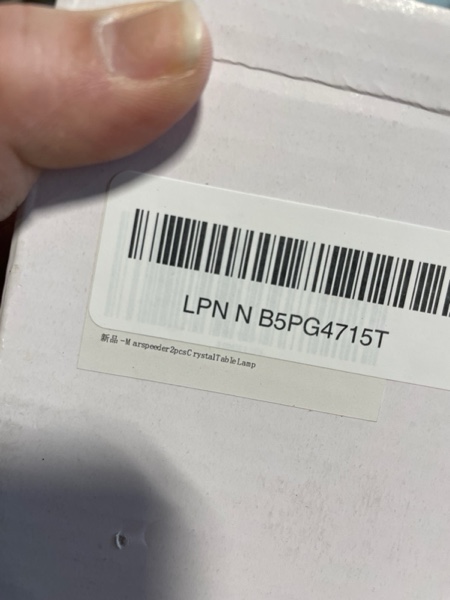 LPN N B5PG4715T
新品-Marspeeder2pcsCrystalTableLamp